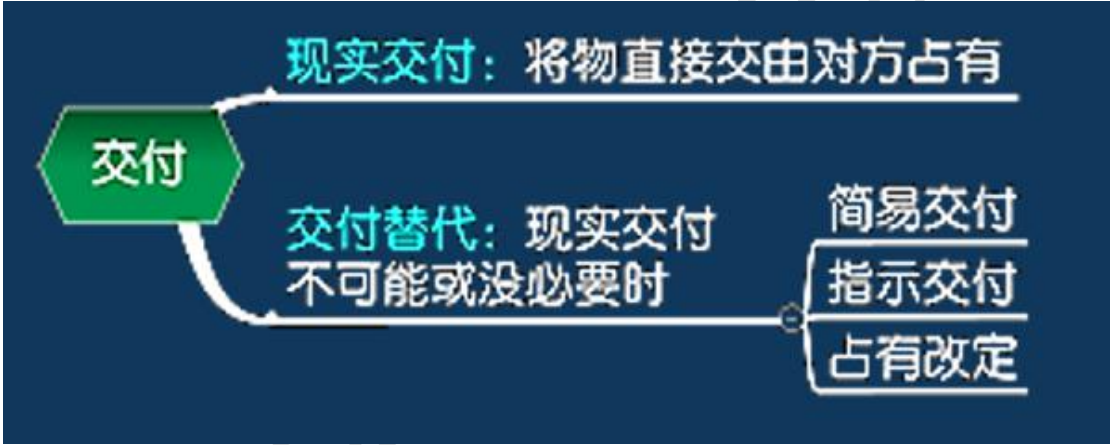 现实交付：将物直接交由对方占有
交付
交付替代：现实交付
不可能或没必要时
简易交付
指示交付
占有改定